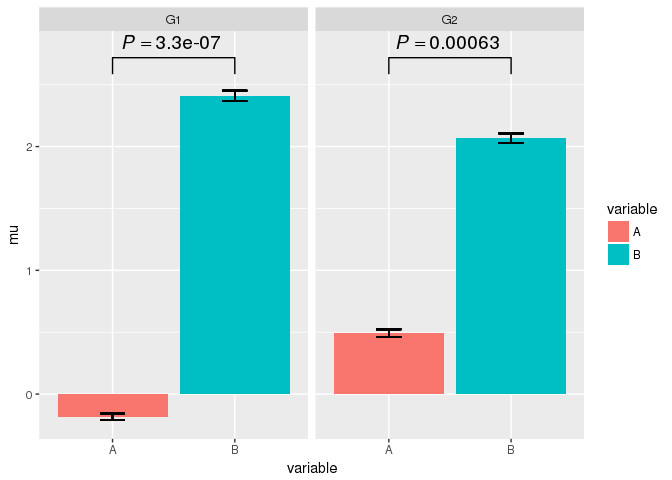 G1
G2
P = 3.3e-07
P = 0.00063
2
1
0
mu
A
B
A
B
variable
variable
A
B